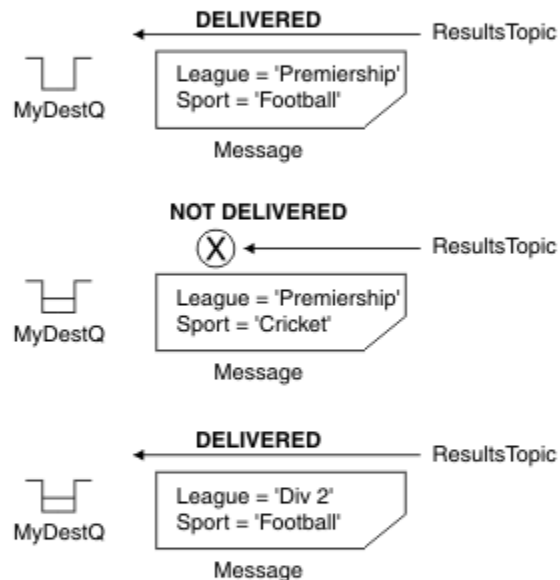 DELIVERED
ResultsTopic
League = 'Premiership'
Sport = 'Football'
MyDestQ
Message
NOT DELIVERED
X
ResultsTopic
League = 'Premiership'
Sport = 'Cricket'
MyDestQ
Message
DELIVERED
ResultsTopic
League = 'Div 2'
Sport = 'Football'
MyDestQ
Message